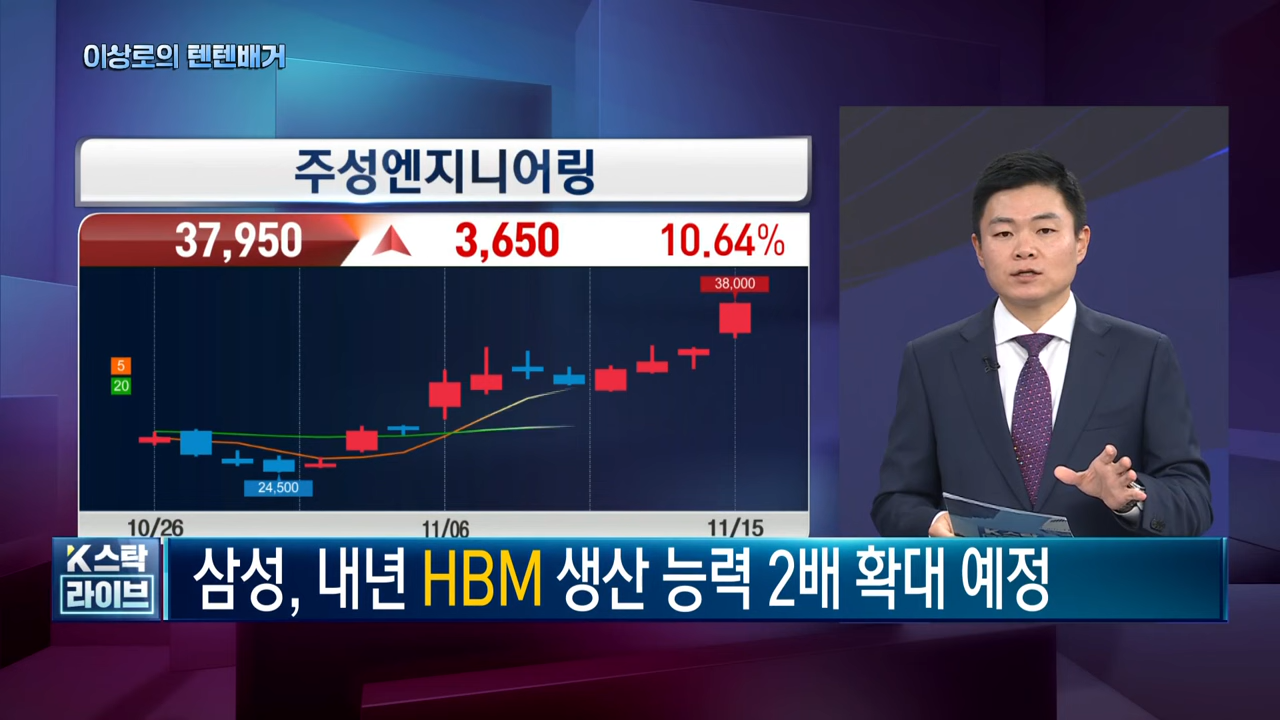 이상로의 텐텐배거
주성엔지니어링
37,950 3,650 10.64%
38,000
5
20
24,500
10/26 11/06 11/15
K스탁
라이브
삼성, 내년 HBM 생산 능력 2배 확대 예정